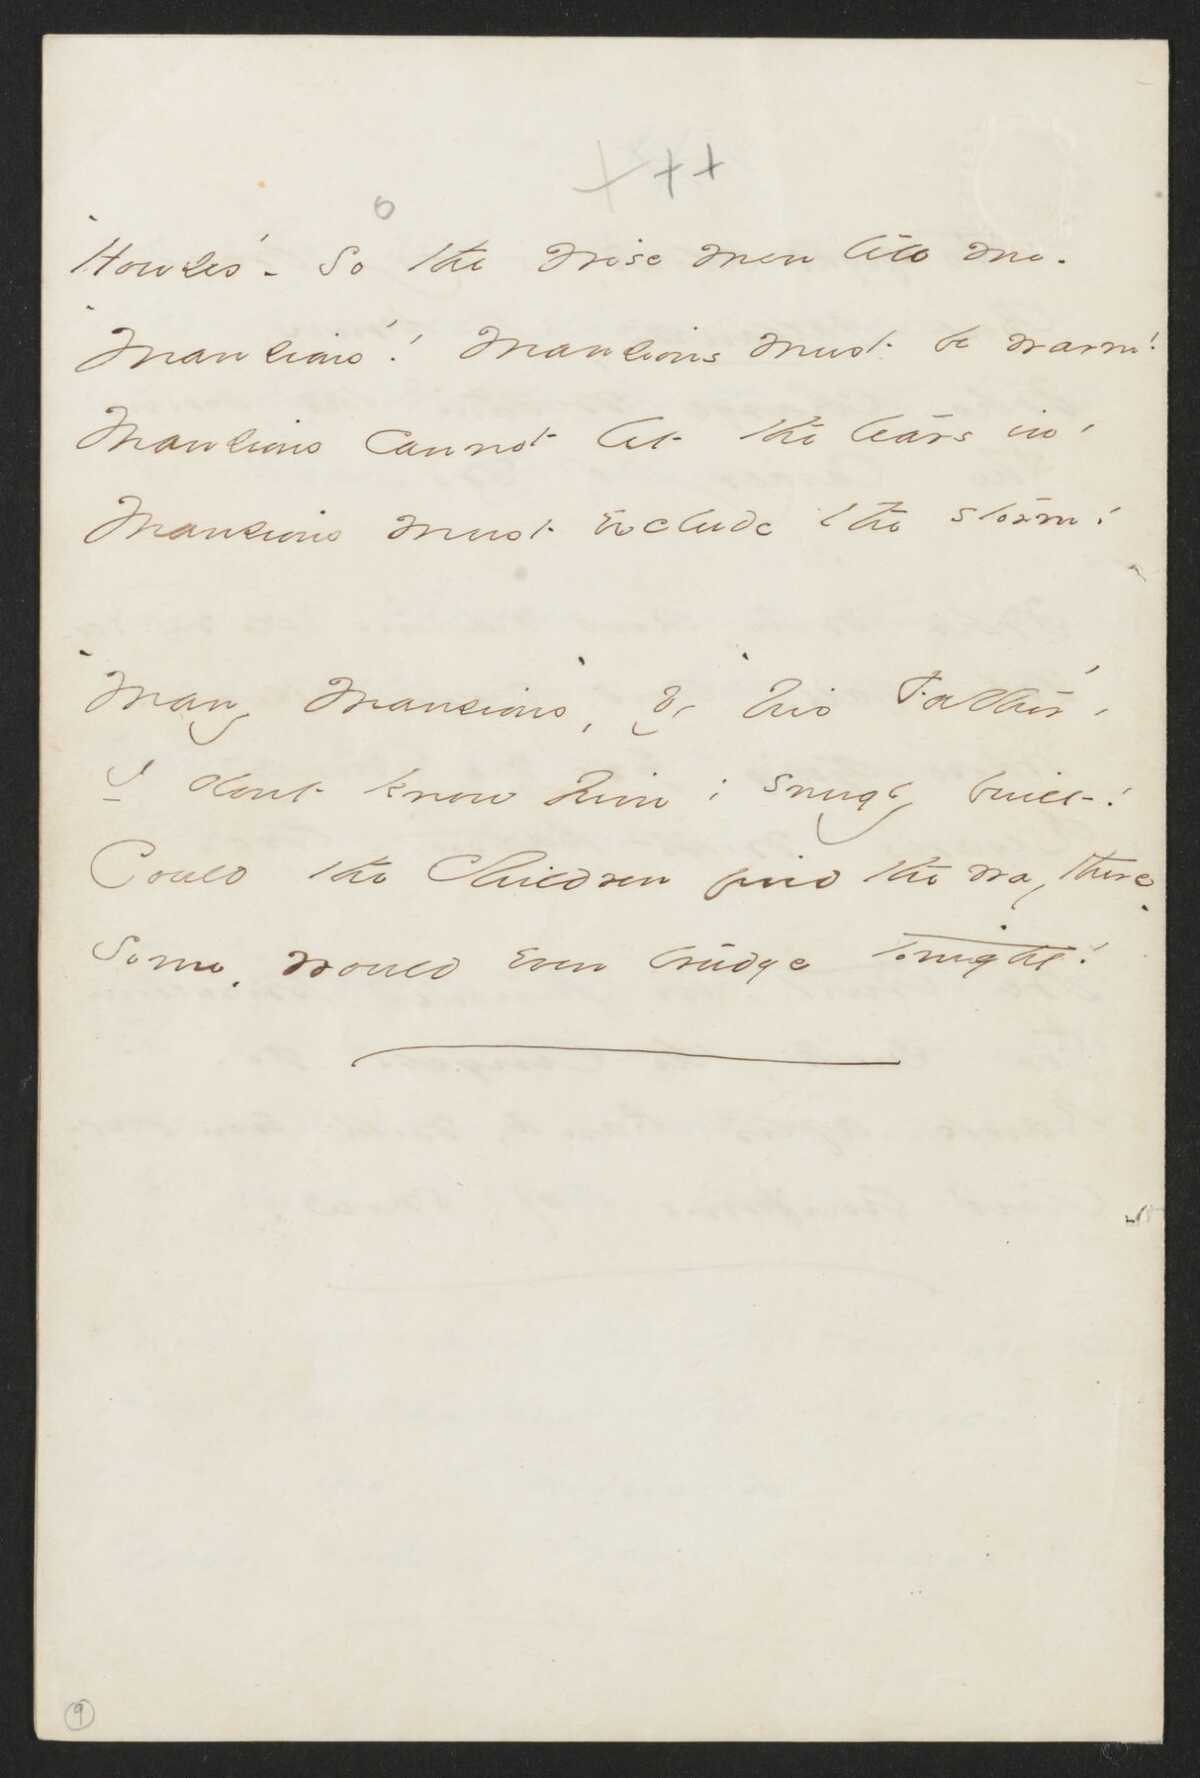 + + +
"Houses" - So the wise men tell me -
"Mansions"! Mansions must be warm!
Mansions cannot let the tears in!
Mansions must exclude the storm!
"Many Mansions", by "his Father",
I dont know him; snugly built!
Could the Children find the way there -
Some, would even trudge tonight!
9